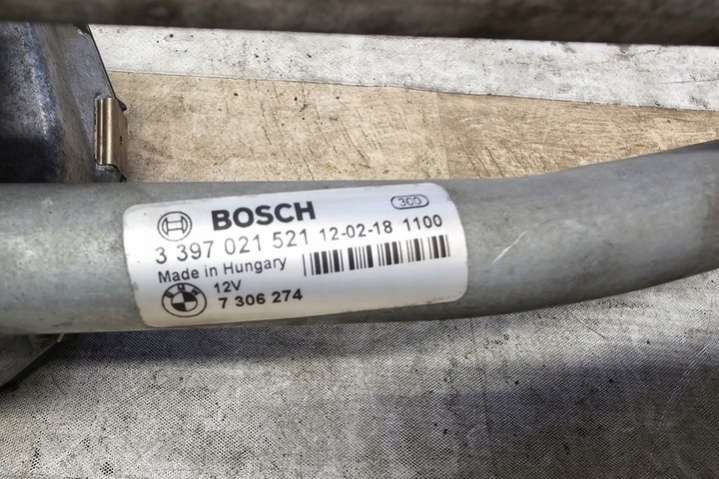 BOSCH
300
3 397 021 521 12-02-18 1100
Made in Hungary
12V
7 306 274